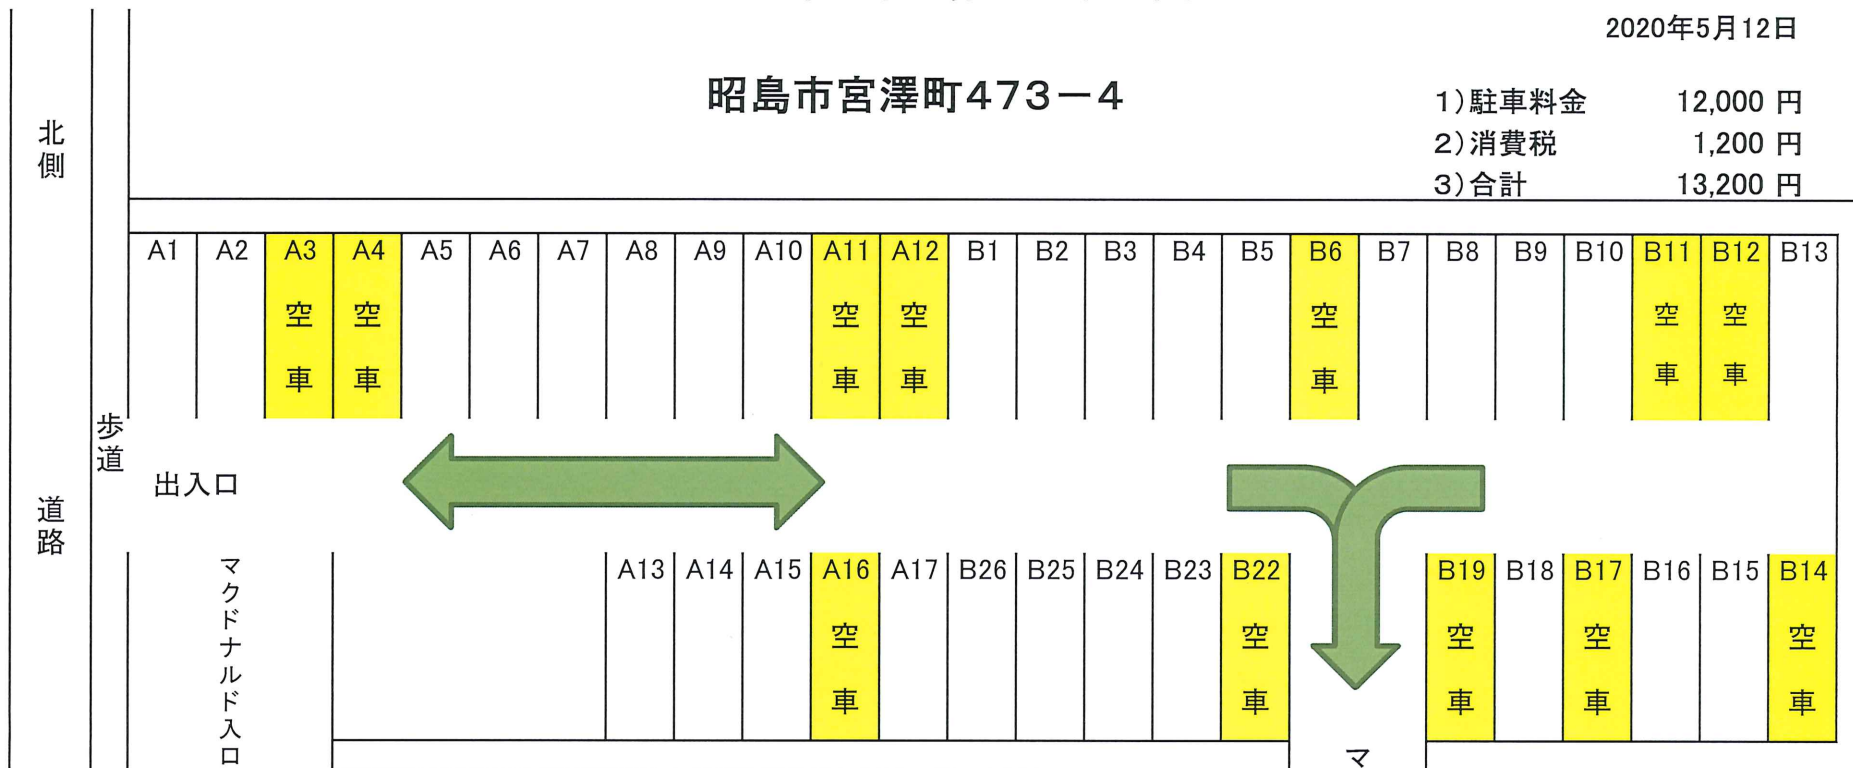 2020年5月12日
昭島市宮澤町473－4
1)駐車料金 12,000 円
2)消費税 1,200 円
3)合計 13,200 円
北側
歩道
道路
A1 A2 A3 A4 A5 A6 A7 A8 A9 A10 A11 A12 B1 B2 B3 B4 B5 B6 B7 B8 B9 B10 B11 B12 B13
空車 空車 空車 空車 空車 空車 空車
出入口
マクドナルド入口
A13 A14 A15 A16 A17 B26 B25 B24 B23 B22 B19 B18 B17 B16 B15 B14
空車 空車 空車 空車 空車
マ